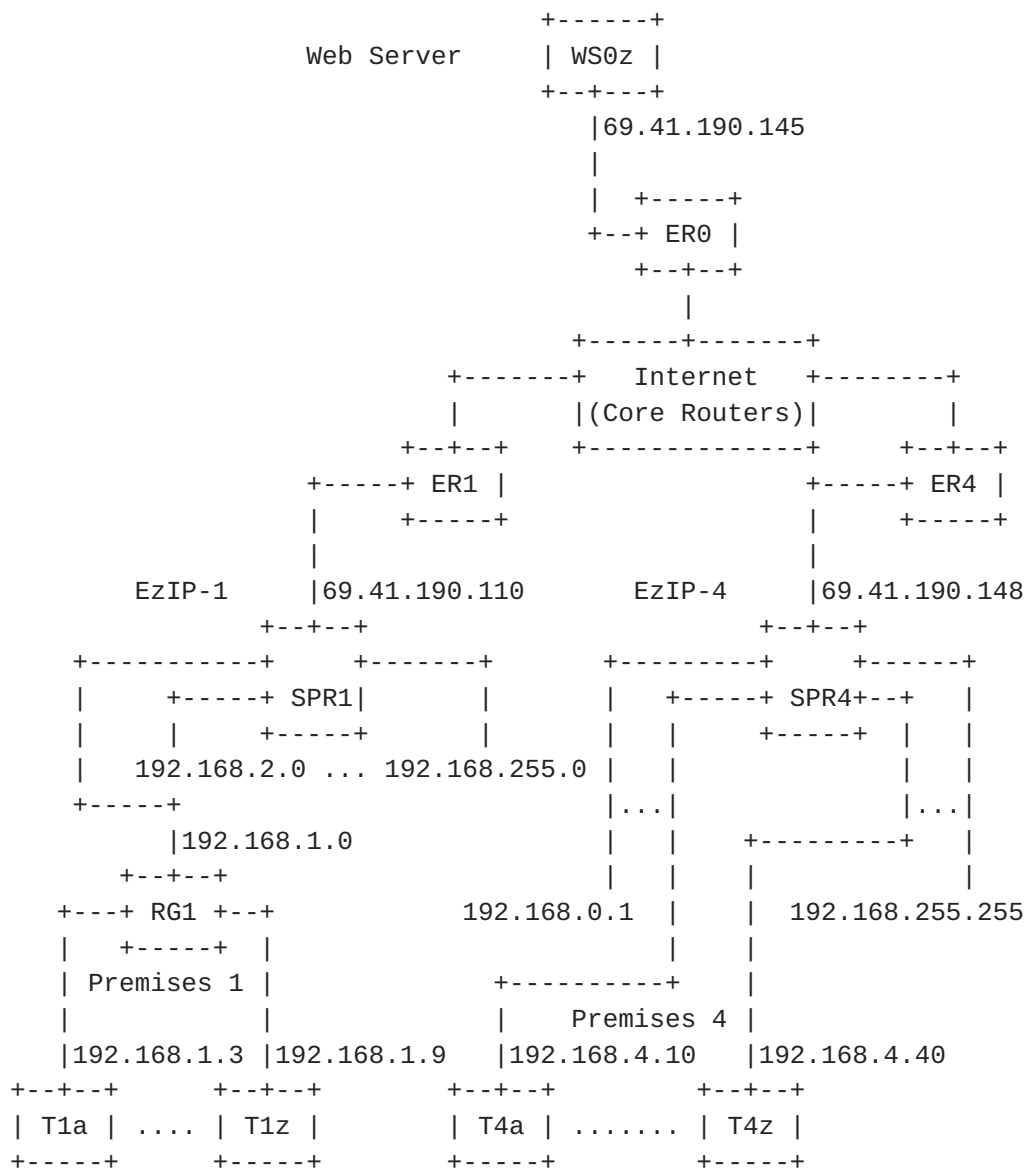 +------+
                   Web Server     | WS0z |
                                  +--+---+
                                     |69.41.190.145
                                     |
                                     |  +-----+
                                     +--+ ER0 |
                                        +--+--+
                                           |
                                    +------+-------+
                            +-------+   Internet   +--------+
                            |       |(Core Routers)|        |
                         +--+--+    +--------------+     +--+--+
                   +-----+ ER1 |                   +-----+ ER4 |
                   |     +-----+                   |     +-----+
                   |                               |
        EzIP-1     |69.41.190.110       EzIP-4     |69.41.190.148
                +--+--+                         +--+--+
    +-----------+     +-------+       +---------+     +------+
    |     +-----+ SPR1|       |       |   +-----+ SPR4+--+   |
    |     |     +-----+       |       |   |     +-----+  |   |
    |   192.168.2.0 ... 192.168.255.0 |   |              |   |
    +-----+                           |...|              |...|
          |192.168.1.0                |   |    +---------+   |
       +--+--+                        |   |    |             |
   +---+ RG1 +--+            192.168.0.1  |    |  192.168.255.255
   |   +-----+  |                         |    |
   | Premises 1 |              +----------+    |
   |            |              |    Premises 4 |
   |192.168.1.3 |192.168.1.9   |192.168.4.10   |192.168.4.40
+--+--+      +--+--+        +--+--+         +--+--+
| T1a | .... | T1z |        | T4a | ....... | T4z |
+-----+      +-----+        +-----+         +-----+